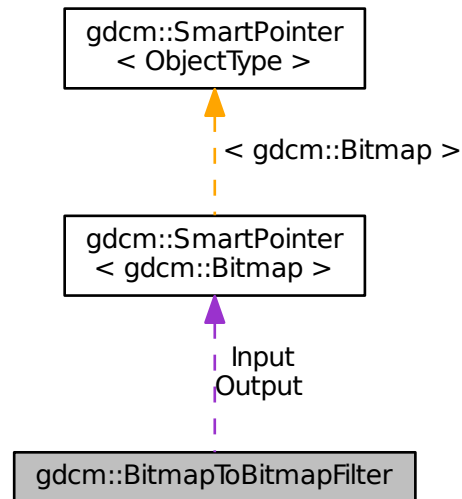 gdcm::SmartPointer
< ObjectType >
< gdcm::Bitmap >
gdcm::SmartPointer
< gdcm::Bitmap >
Input
Output
gdcm::BitmapToBitmapFilter